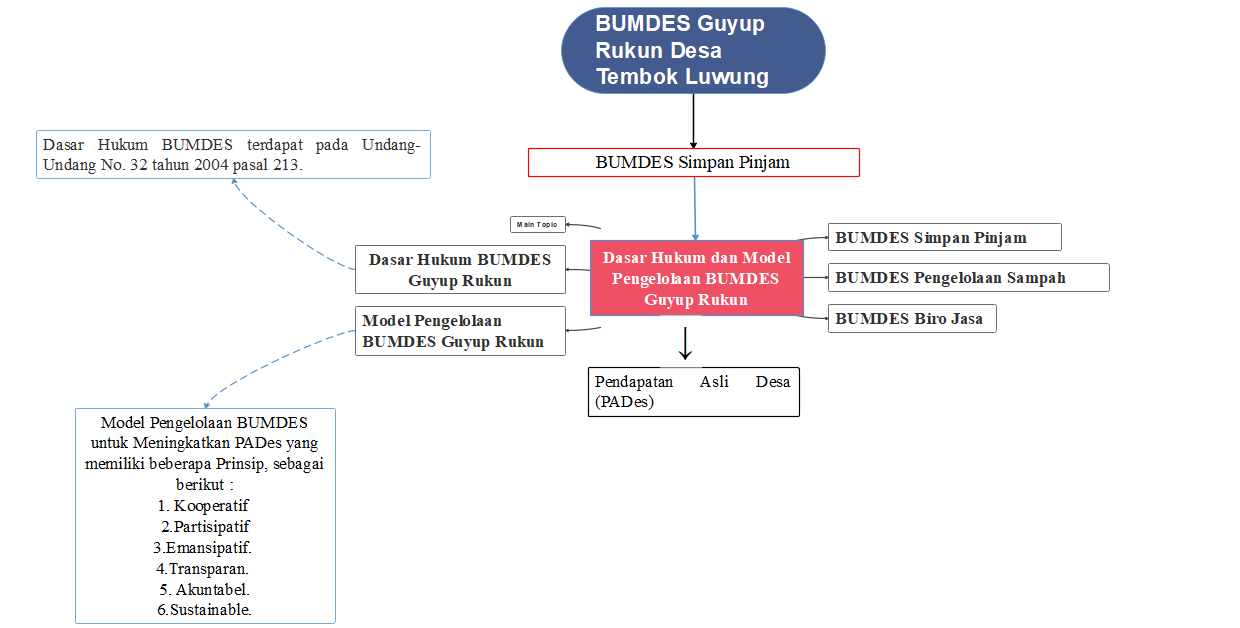 BUMDES Guyup
Rukun Desa
Tembok Luwung
Dasar Hukum BUMDES terdapat pada Undang-
Undang No. 32 tahun 2004 pasal 213.
BUMDES Simpan Pinjam
Main Topic
Dasar Hukum BUMDES
Guyup Rukun
Model Pengelolaan
BUMDES Guyup Rukun
Dasar Hukum dan Model
Pengelolaan BUMDES
Guyup Rukun
BUMDES Simpan Pinjam
BUMDES Pengelolaan Sampah
BUMDES Biro Jasa
Pendapatan Asli Desa
(PADes)
Model Pengelolaan BUMDES
untuk Meningkatkan PADes yang
memiliki beberapa Prinsip, sebagai
berikut :
1. Kooperatif
2.Partisipatif
3.Emansipatif.
4.Transparan.
5. Akuntabel.
6.Sustainable.